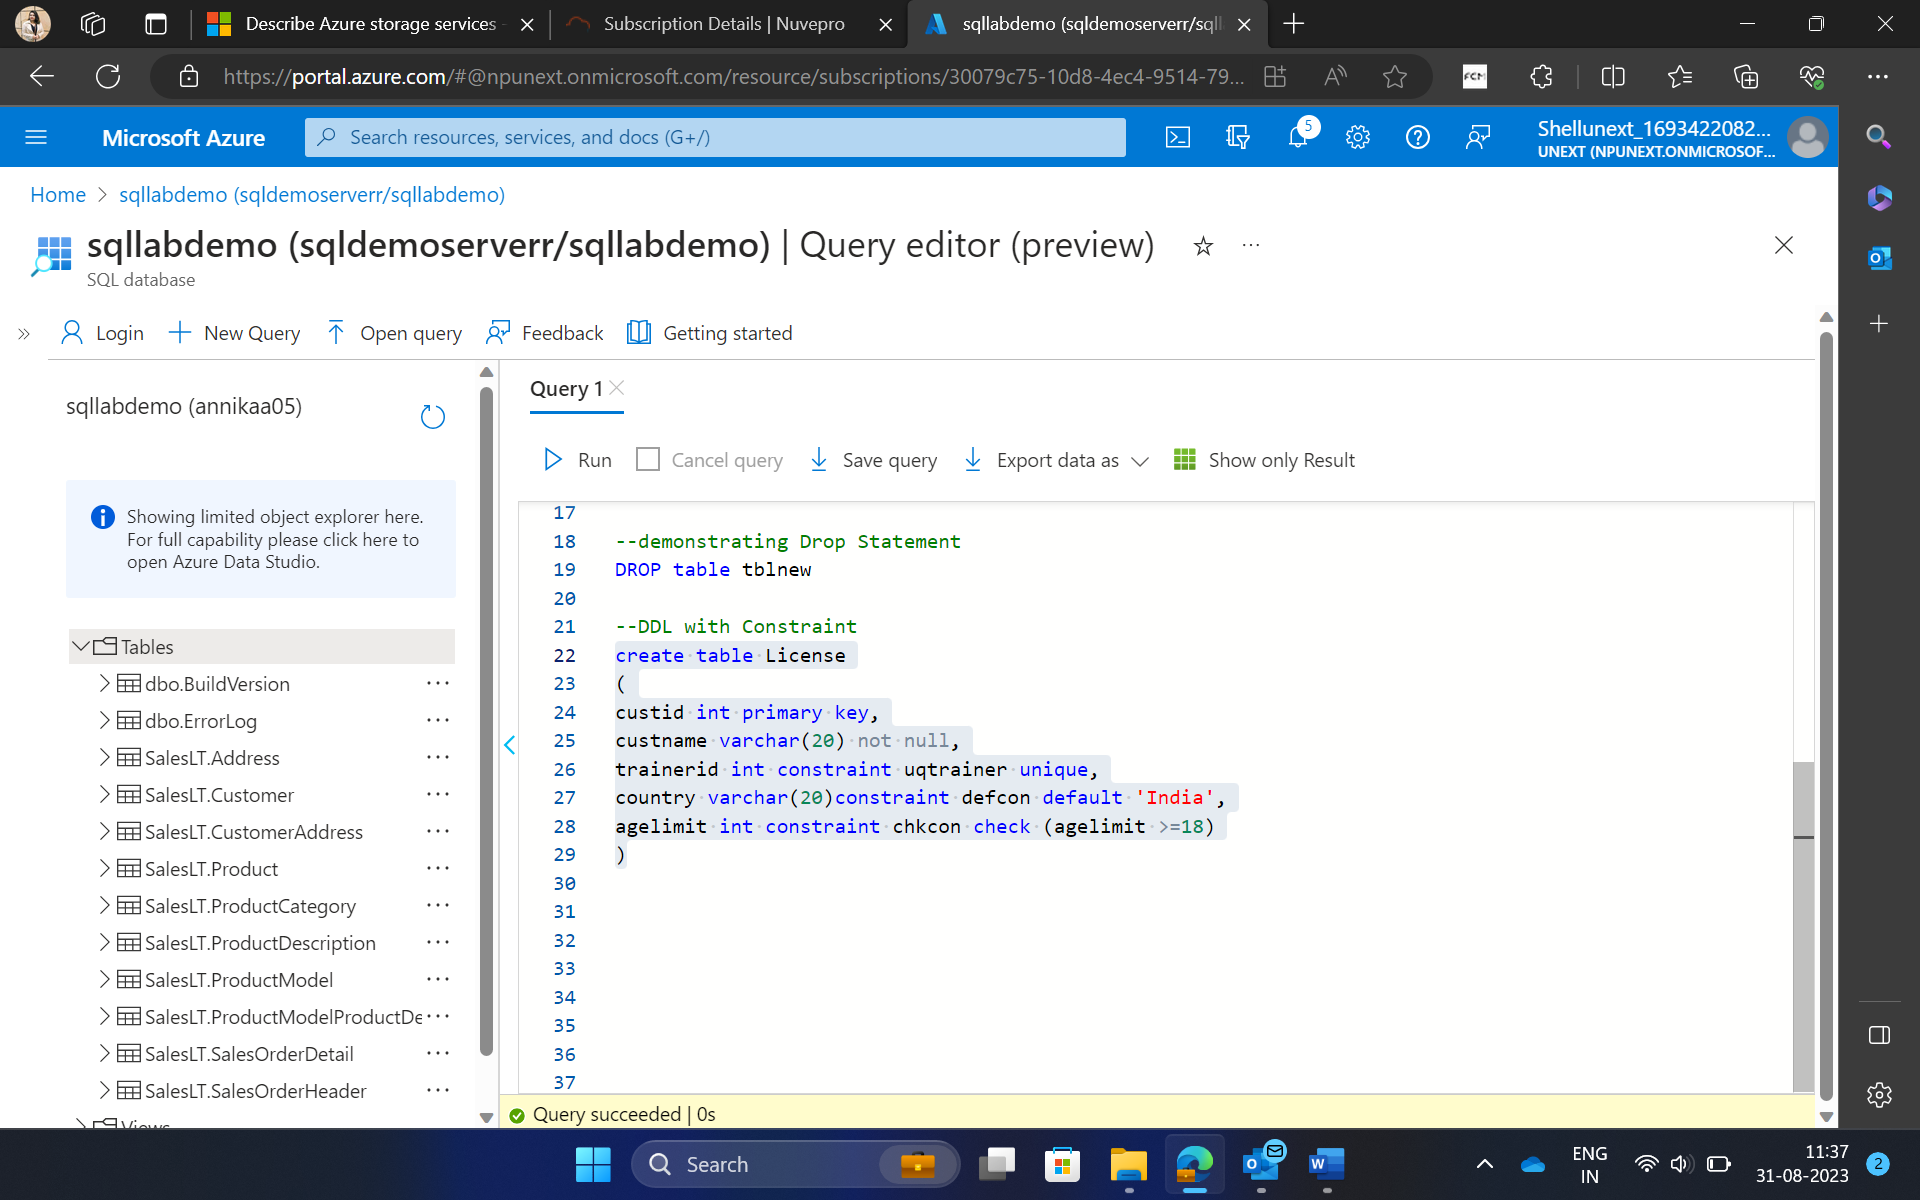 Describe Azure storage services -
Subscription Details | Nuvepro
sqllabdemo (sqldemoserverr/sqll
https://portal.azure.com/#@npunext.onmicrosoft.com/resource/subscriptions/30079c75-10d8-4ec4-9514-79...
FCM
Microsoft Azure
Search resources, services, and docs (G+/)
5
Shellunext_1693422082...
UNEXT (NPUNEXT.ONMICROSOF...
Home > sqllabdemo (sqldemoserverr/sqllabdemo)
sqllabdemo (sqldemoserverr/sqllabdemo) | Query editor (preview)
SQL database
Login
New Query
Open query
Feedback
Getting started
sqllabdemo (annikaa05)
Showing limited object explorer here.
For full capability please click here to
open Azure Data Studio.
Tables
dbo.BuildVersion
dbo.ErrorLog
SalesLT.Address
SalesLT.Customer
SalesLT.CustomerAddress
SalesLT.Product
SalesLT.ProductCategory
SalesLT.ProductDescription
SalesLT.ProductModel
SalesLT.ProductModelProductDe
SalesLT.SalesOrderDetail
SalesLT.SalesOrderHeader
Views
Query 1
Run
Cancel query
Save query
Export data as
Show only Result
17
18 --demonstrating Drop Statement
19 DROP table tblnew
20
21 --DDL with Constraint
22 create table License
23 (
24 custid int primary key,
25 custname varchar(20) not null,
26 trainerid int constraint uqtrainer unique,
27 country varchar(20)constraint defcon default 'India',
28 agelimit int constraint chkcon check (agelimit >=18)
29 )
30
31
32
33
34
35
36
37
Query succeeded | 0s
Search
ENG
IN
11:37
31-08-2023
2